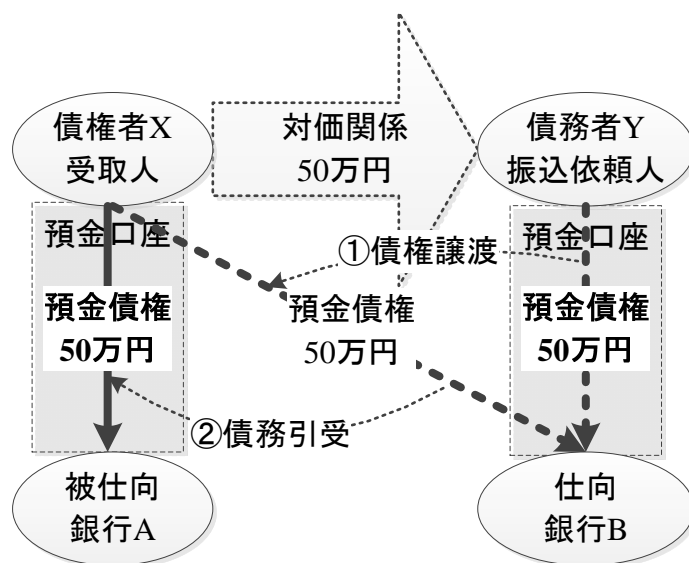 債権者X
受取人
対価関係
50万円
債務者Y
振込依頼人
預金口座
預金口座
①債権譲渡
預金債権
50万円
預金債権
50万円
預金債権
50万円
②債務引受
被仕向
銀行A
仕向
銀行B